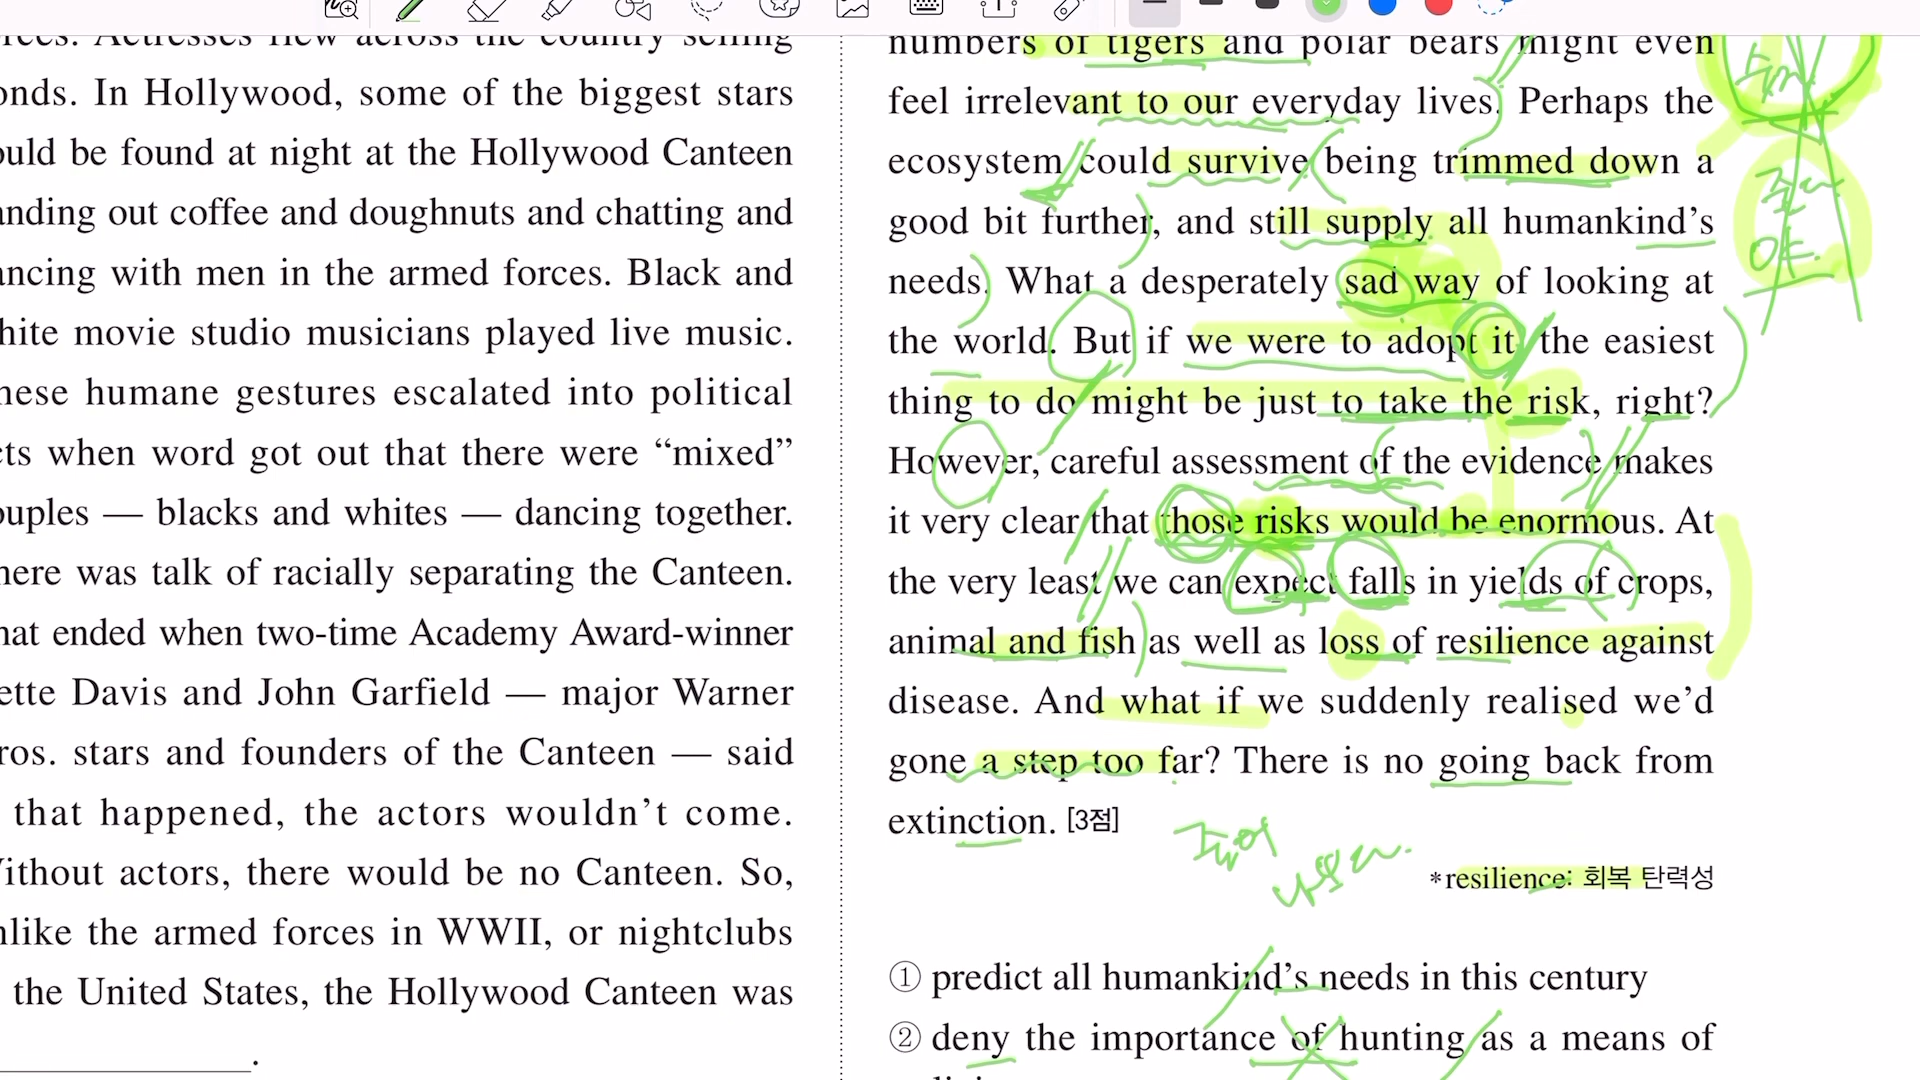 Actresses flew across the country selling
onds. In Hollywood, some of the biggest stars
ould be found at night at the Hollywood Canteen
anding out coffee and doughnuts and chatting and
ancing with men in the armed forces. Black and
hite movie studio musicians played live music.
hese humane gestures escalated into political
cts when word got out that there were “mixed”
ouples — blacks and whites — dancing together.
here was talk of racially separating the Canteen.
hat ended when two-time Academy Award-winner
ette Davis and John Garfield — major Warner
ros. stars and founders of the Canteen — said
that happened, the actors wouldn’t come.
Without actors, there would be no Canteen. So,
nlike the armed forces in WWII, or nightclubs
the United States, the Hollywood Canteen was
.
numbers of tigers and polar bears might even
feel irrelevant to our everyday lives. Perhaps the
ecosystem could survive being trimmed down a
good bit further, and still supply all humankind’s
needs. What a desperately sad way of looking at
the world. But if we were to adopt it, the easiest
thing to do might be just to take the risk, right?
However, careful assessment of the evidence makes
it very clear that those risks would be enormous. At
the very least we can expect falls in yields of crops,
animal and fish as well as loss of resilience against
disease. And what if we suddenly realised we’d
gone a step too far? There is no going back from
extinction. [3점]
*resilience: 회복 탄력성
① predict all humankind’s needs in this century
② deny the importance of hunting as a means of